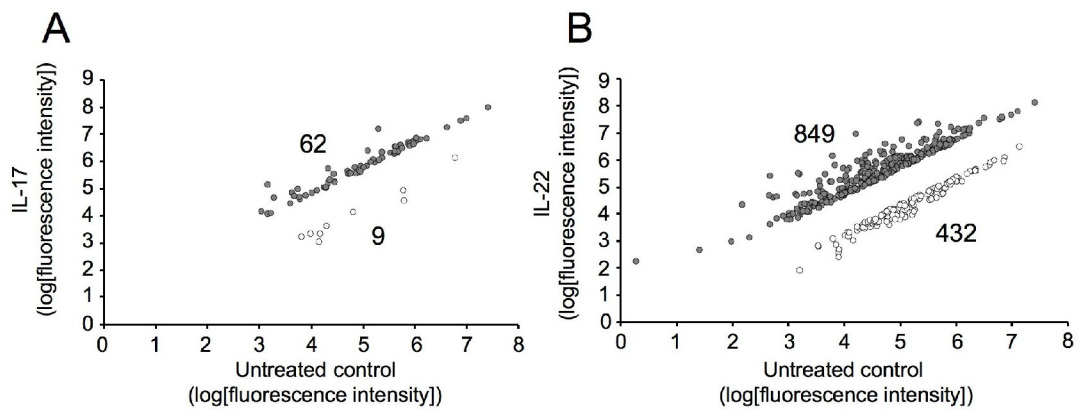 A
IL-17
(log[fluorescence intensity])
9
8
7
6
5
4
3
2
1
0
62
9
0 1 2 3 4 5 6 7 8
Untreated control
(log[fluorescence intensity])
B
IL-22
(log[fluorescence intensity])
9
8
7
6
5
4
3
2
1
0
849
432
0 1 2 3 4 5 6 7 8
Untreated control
(log[fluorescence intensity])